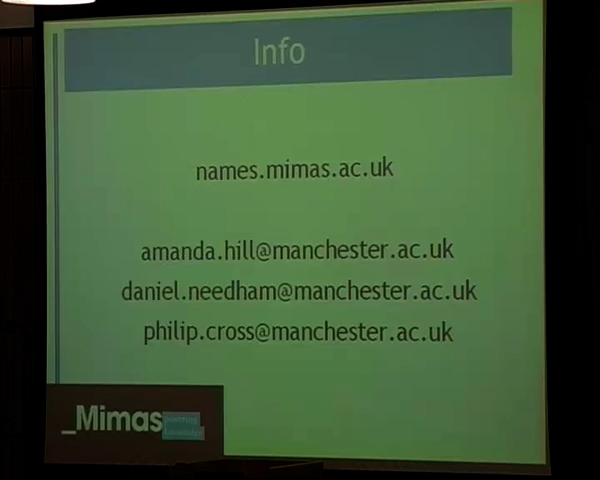 Info
names.mimas.ac.uk
amanda.hill@manchester.ac.uk
daniel.needham@manchester.ac.uk
philip.cross@manchester.ac.uk
_Mimas